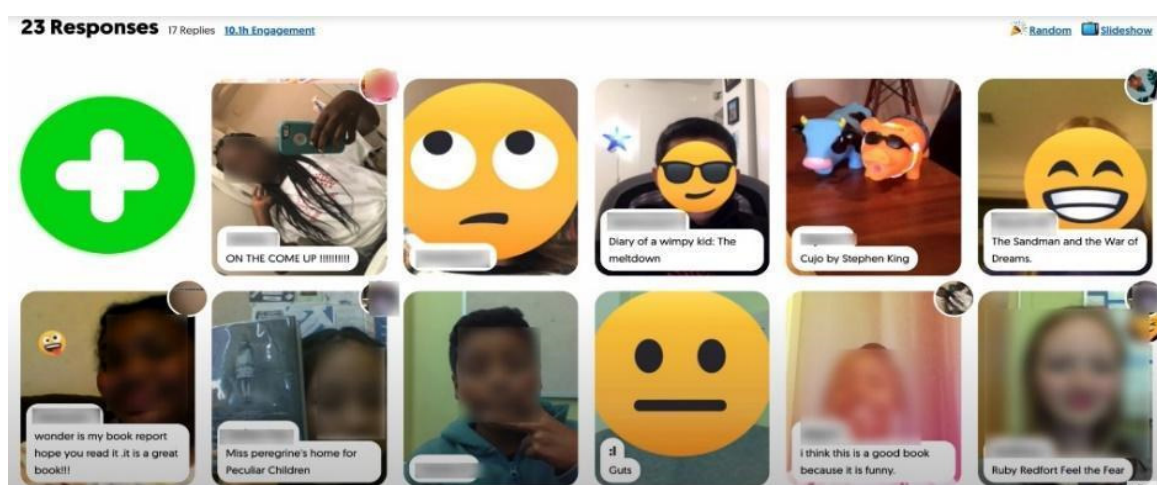 23 Responses 17 Replies 10.1h Engagement Random Slideshow
ON THE COME UP !!!!!!!!!!
Diary of a wimpy kid: The
meltdown
Cujo by Stephen King
The Sandman and the War of
Dreams.
wonder is my book report
hope you read it .it is a great
book!!!
Miss peregrine's home for
Peculiar Children
:l
Guts
i think this is a good book
because it is funny.
Ruby Redfort Feel the Fear